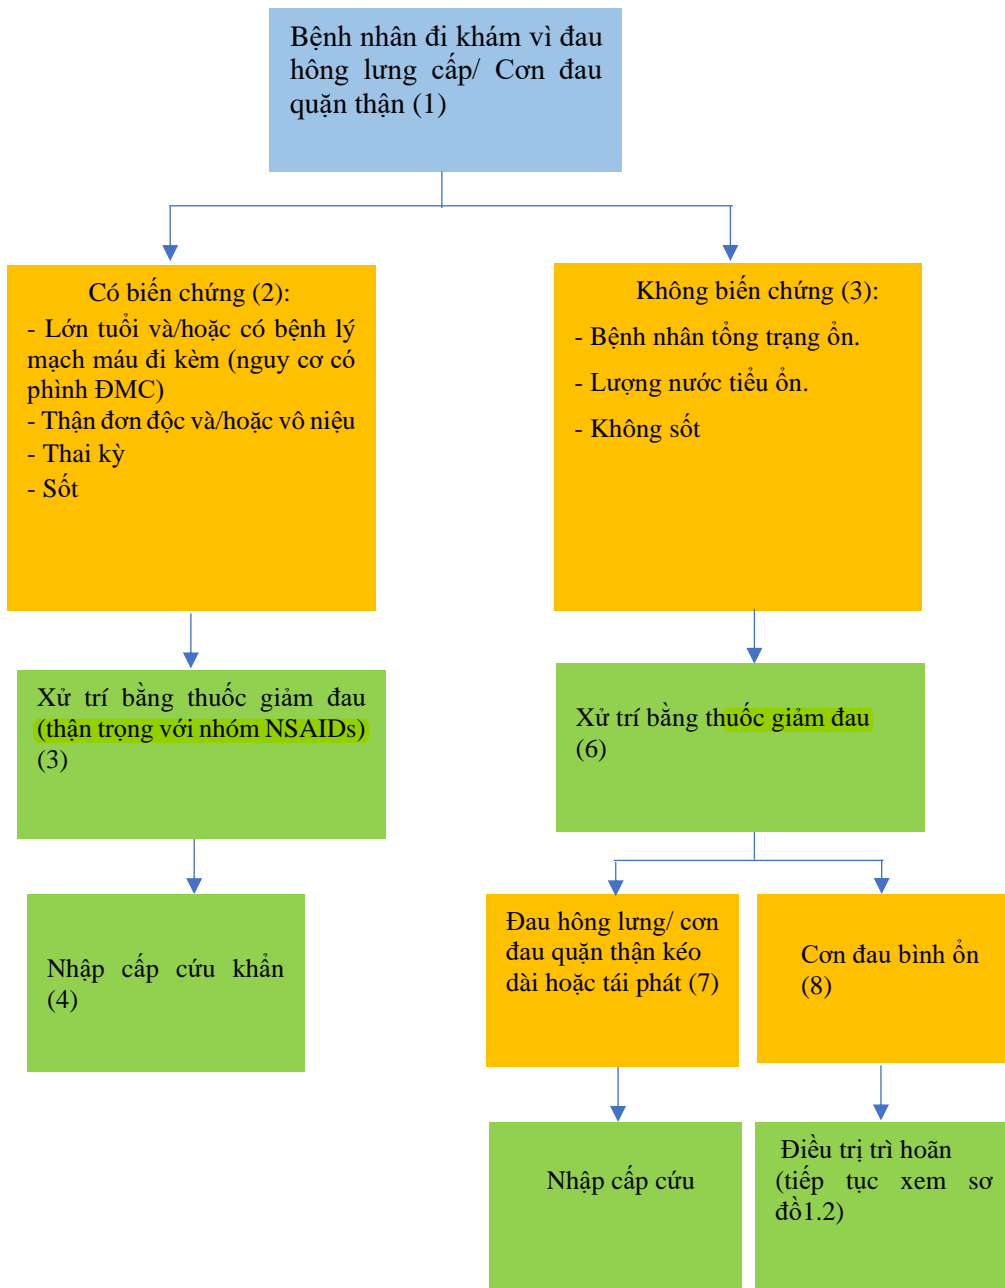 Bệnh nhân đi khám vì đau
hông lưng cấp/ Cơn đau
quặn thận (1)
Có biến chứng (2):
- Lớn tuổi và/hoặc có bệnh lý
mạch máu đi kèm (nguy cơ có
phình ĐMC)
- Thận đơn độc và/hoặc vô niệu
- Thai kỳ
- Sốt
Không biến chứng (3):
- Bệnh nhân tổng trạng ổn.
- Lượng nước tiểu ổn.
- Không sốt
Xử trí bằng thuốc giảm đau
(thận trọng với nhóm NSAIDs)
(3)
Xử trí bằng thuốc giảm đau
(6)
Nhập cấp cứu khẩn
(4)
Đau hông lưng/ cơn
đau quặn thận kéo
dài hoặc tái phát (7)
Cơn đau bình ổn
(8)
Nhập cấp cứu
Điều trị trì hoãn
(tiếp tục xem sơ
đồ1.2)